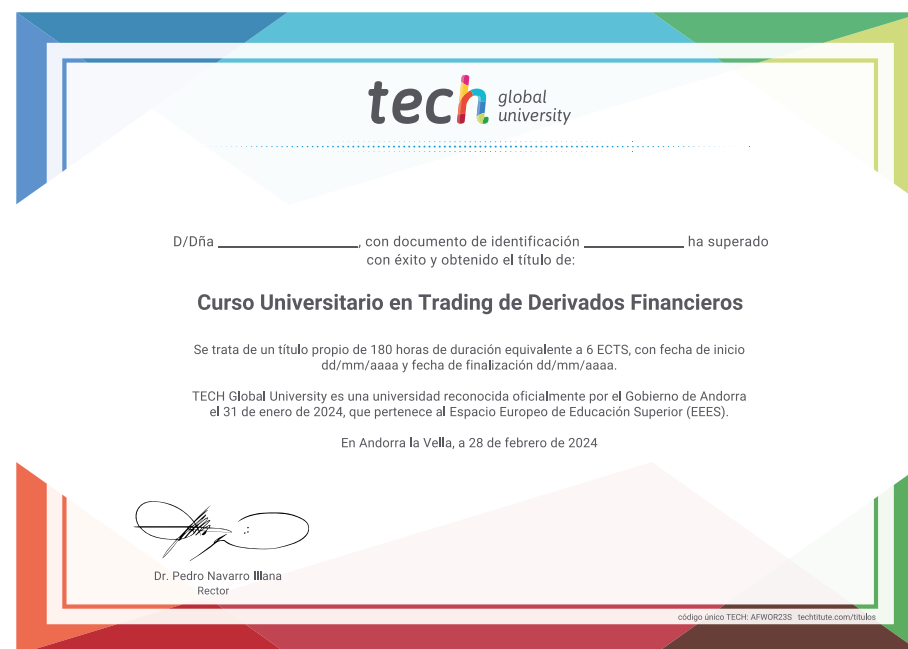 tech global university
D/Dña ____________, con documento de identificación ____________ ha superado
con éxito y obtenido el título de:
Curso Universitario en Trading de Derivados Financieros
Se trata de un título propio de 180 horas de duración equivalente a 6 ECTS, con fecha de inicio
dd/mm/aaaa y fecha de finalización dd/mm/aaaa.
TECH Global University es una universidad reconocida oficialmente por el Gobierno de Andorra
el 31 de enero de 2024, que pertenece al Espacio Europeo de Educación Superior (EEES).
En Andorra la Vella, a 28 de febrero de 2024
Dr. Pedro Navarro Illana
Rector
código único TECH: AFWOR23S techtitute.com/titulos